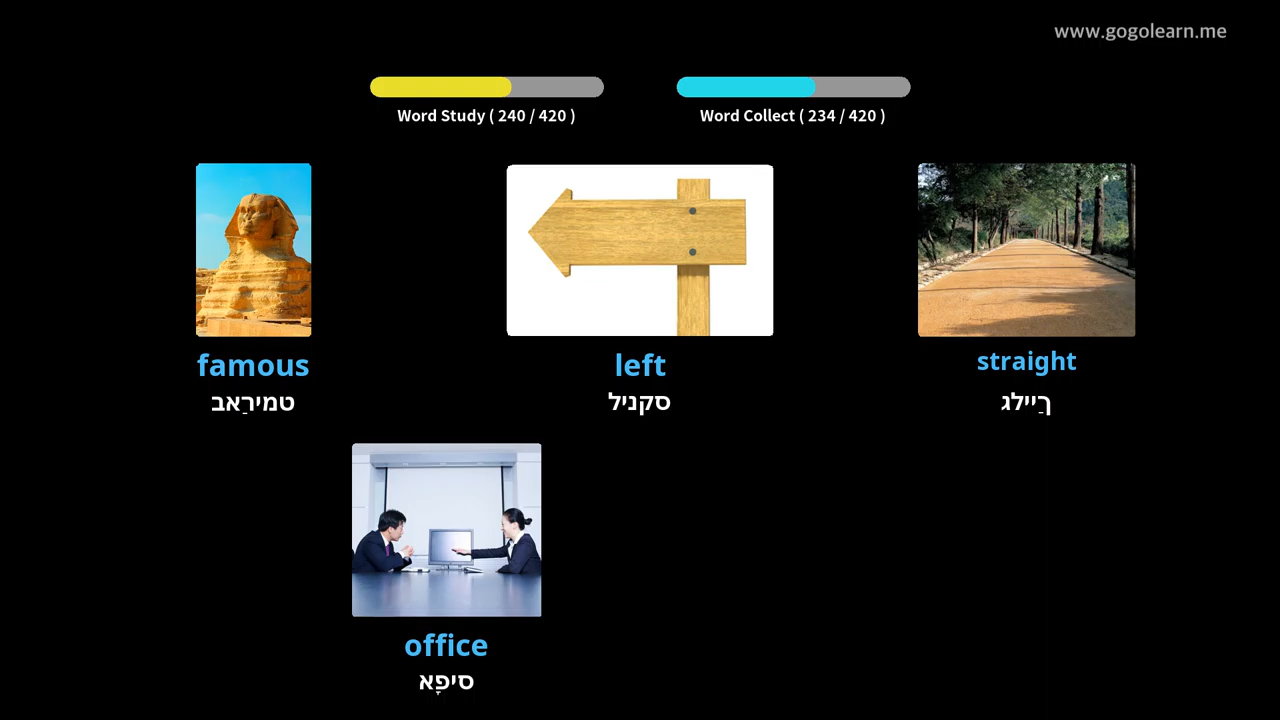 www.gogolearn.me
Word Study ( 240 / 420 )
Word Collect ( 234 / 420 )
famous
טמירַאב
left
סקניל
straight
ךַיילג
office
סיפָא